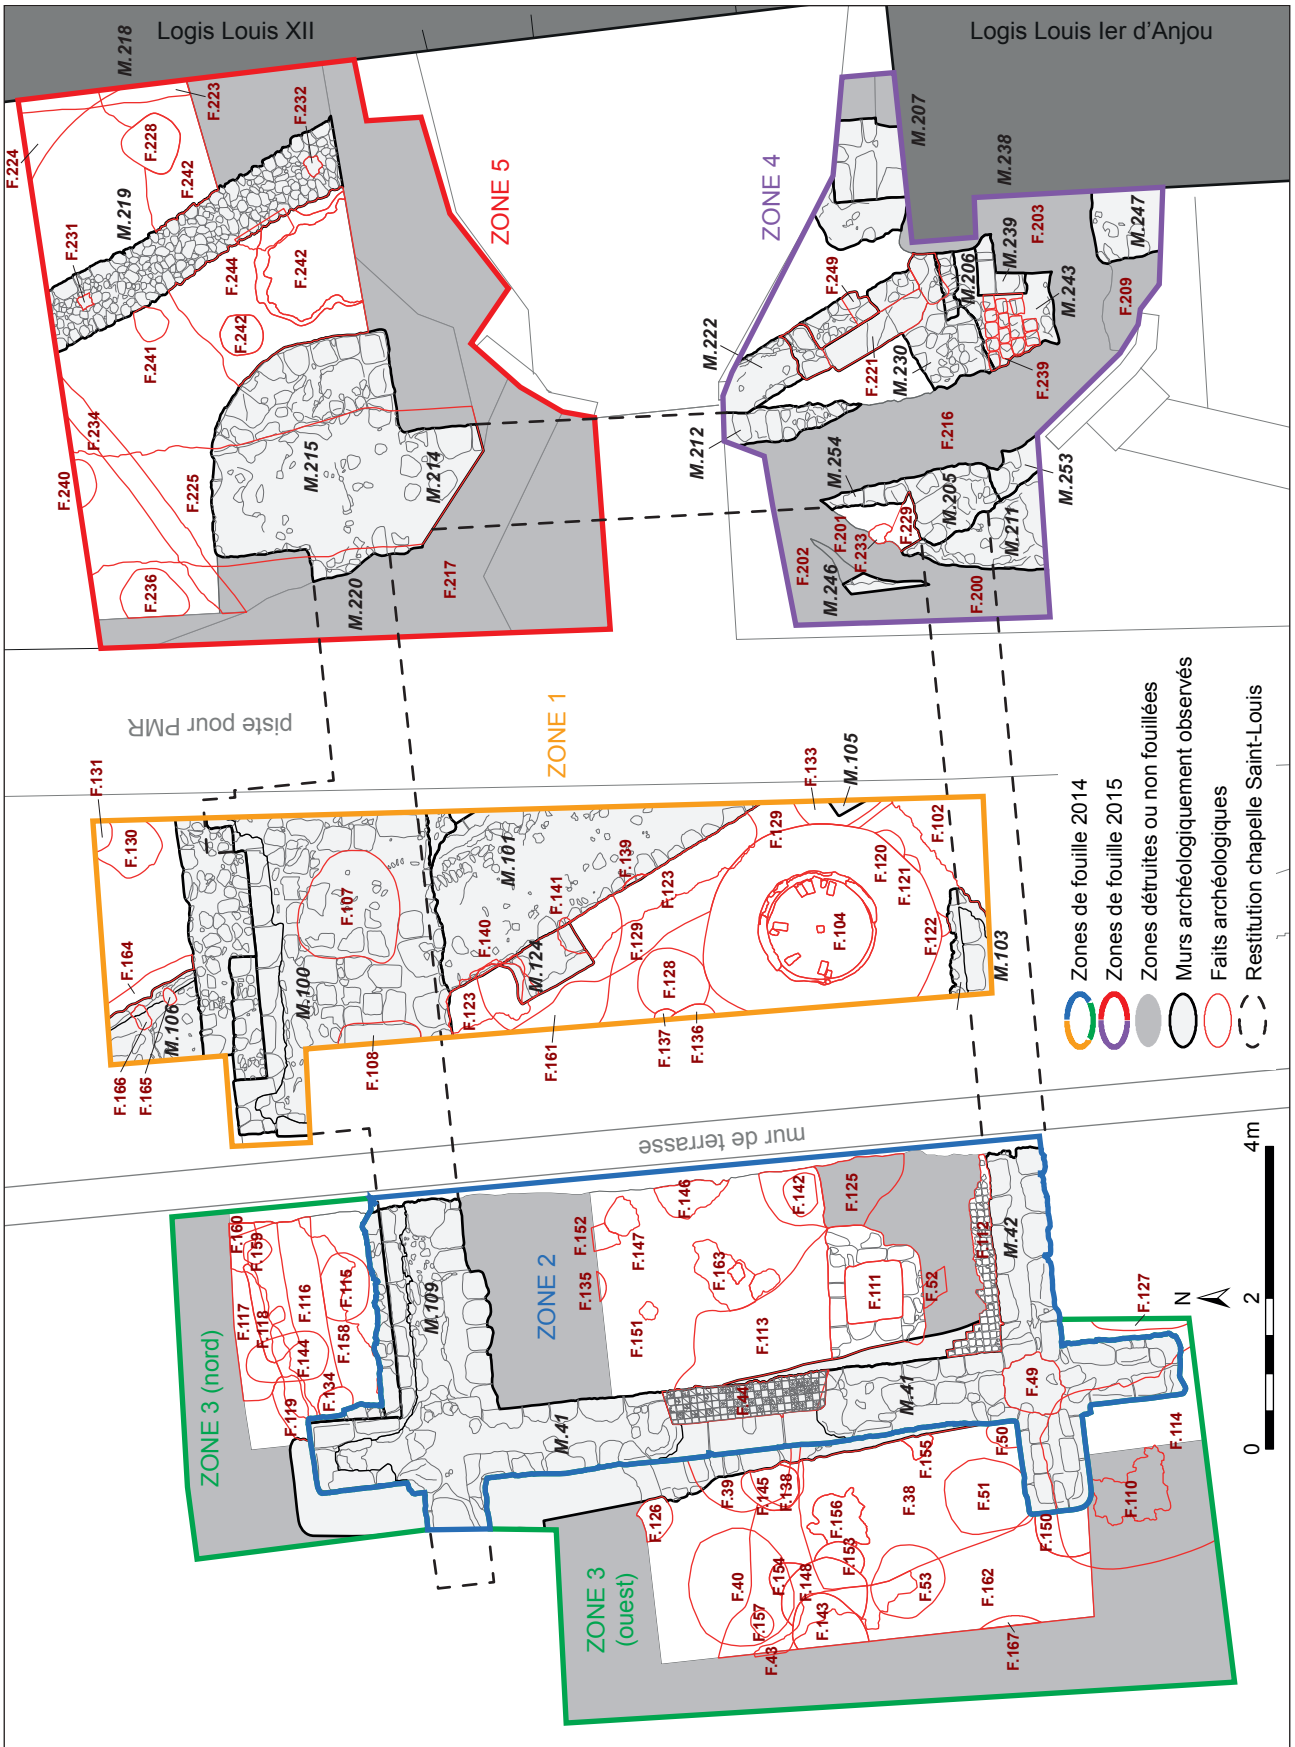 Logis Louis XII
Logis Louis Ier d'Anjou
M.218
F.224
F.223
F.228
F.232
F.242
M.219
F.231
F.244
F.242
F.241
F.242
F.234
F.240
F.225
M.215
M.214
F.236
M.220
F.217
ZONE 5
ZONE 4
M.207
M.238
F.203
M.239
M.247
M.206
F.249
M.243
F.209
M.222
F.221
M.230
F.239
M.212
F.216
M.254
M.205
M.253
F.201
F.229
M.211
F.202
F.233
M.246
F.200
piste pour PMR
ZONE 1
F.131
F.130
F.133
M.105
F.129
F.102
M.101
F.139
F.120
F.107
F.141
F.123
F.121
F.164
F.140
F.104
M.124
F.129
F.122
M.100
F.128
M.103
M.106
F.123
F.137
F.136
F.166
F.165
F.108
F.161
mur de terrasse
ZONE 3 (nord)
F.160
F.159
F.117
F.118
F.116
F.115
F.144
F.158
F.119
F.134
M.109
ZONE 2
F.152
F.135
F.147
F.146
F.142
F.125
F.151
F.163
F.113
F.111
F.52
F.112
M.42
M.41
F.44
M.41
F.49
F.127
F.114
F.110
F.150
F.50
F.155
F.51
F.38
F.39
F.145
F.138
F.126
F.156
F.153
F.40
F.154
F.148
F.53
F.162
F.157
F.143
F.43
F.167
ZONE 3
(ouest)
Zones de fouille 2014
Zones de fouille 2015
Zones détruites ou non fouillées
Murs archéologiquement observés
Faits archéologiques
Restitution chapelle Saint-Louis
N
0
2
4m